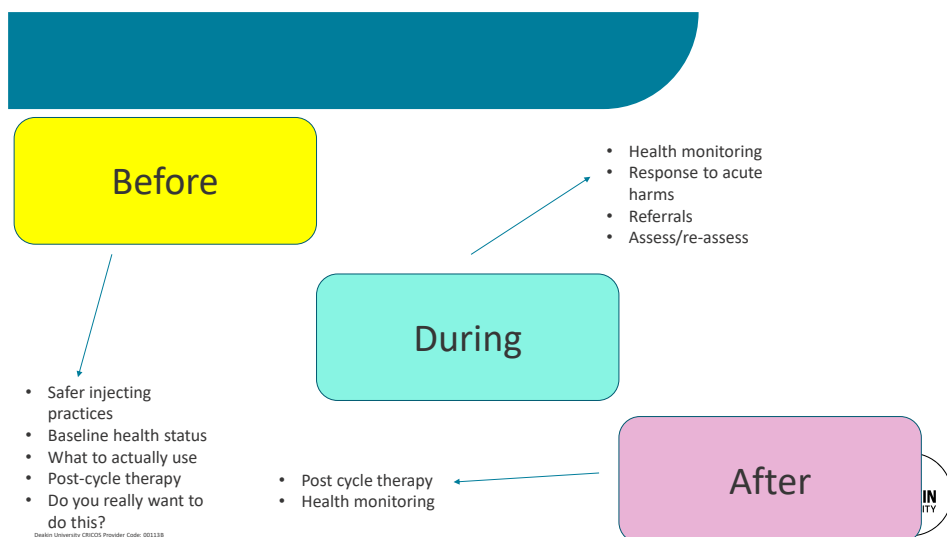 Before
• Health monitoring
• Response to acute
harms
• Referrals
• Assess/re-assess
During
• Safer injecting
practices
• Baseline health status
• What to actually use
• Post-cycle therapy
• Do you really want to
do this?
• Post cycle therapy
• Health monitoring
After
Deakin University CRICOS Provider Code: 00113B
IN
ITY